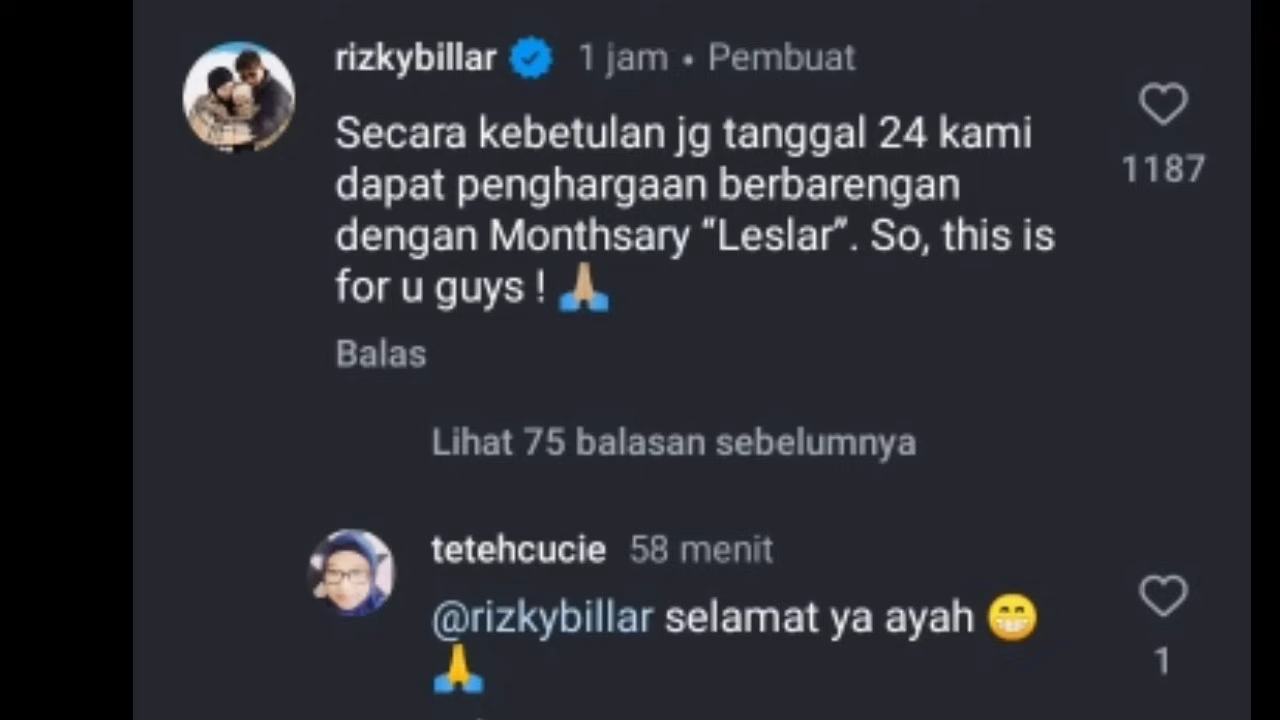 rizkybillar 1 jam • Pembuat
Secara kebetulan jg tanggal 24 kami
dapat penghargaan berbarengan
dengan Monthsary “Leslar”. So, this is
for u guys ! 🙏🏼
1187
Balas
Lihat 75 balasan sebelumnya
tetehcucie 58 menit
@rizkybillar selamat ya ayah 😁
🙏
1